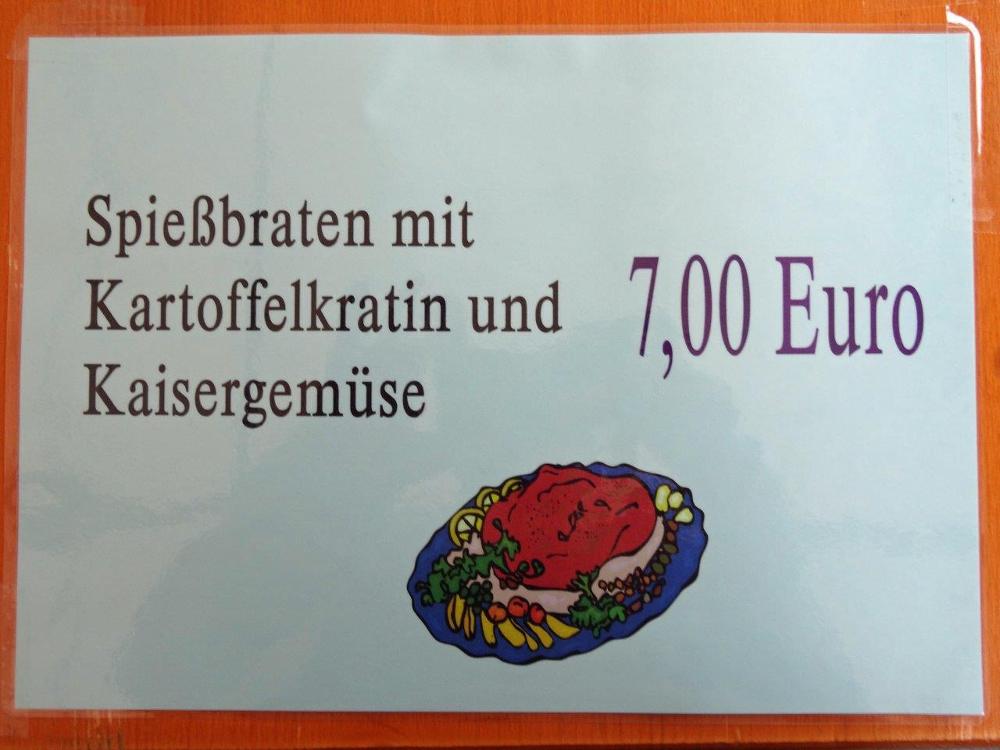 Spießbraten mit
Kartoffelkratin und
Kaisergemüse
7,00 Euro